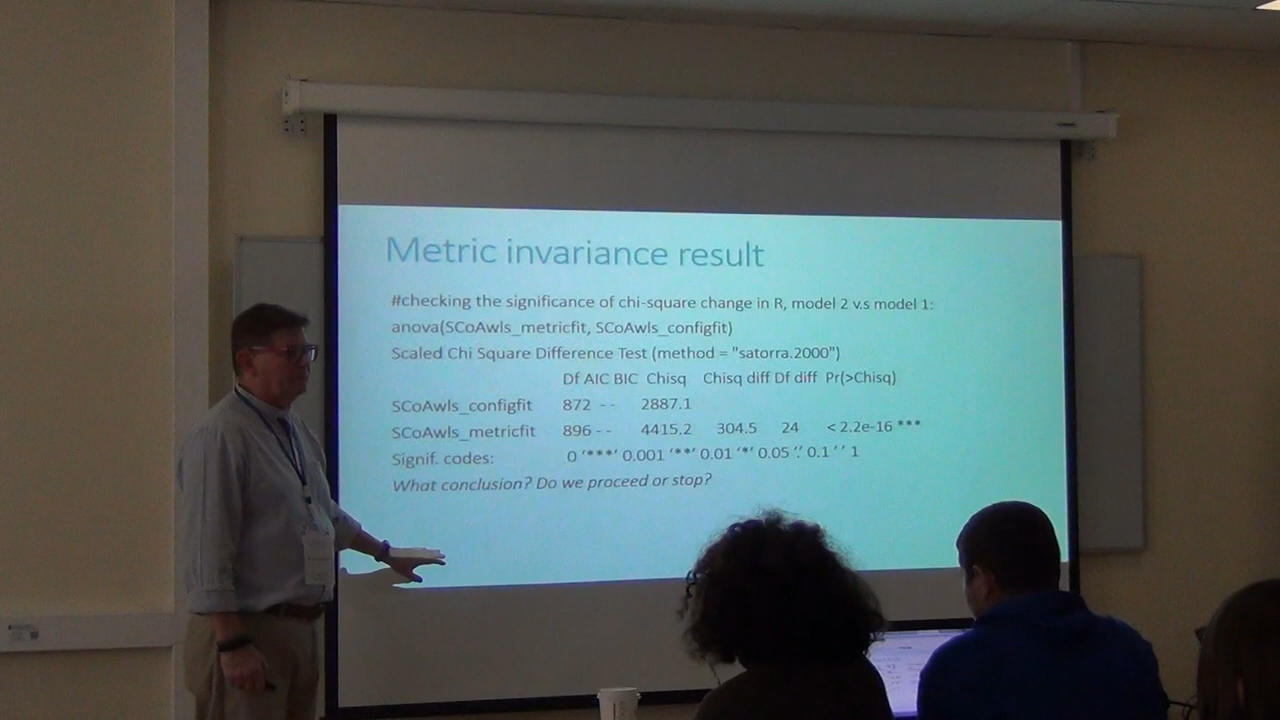 Metric invariance result
#checking the significance of chi-square change in R, model 2 v.s model 1:
anova(SCoAwls_metricfit, SCoAwls_configfit)
Scaled Chi Square Difference Test (method = "satorra.2000")
Df AIC BIC Chisq Chisq diff Df diff Pr(>Chisq)
SCoAwls_configfit 872 - - 2887.1
SCoAwls_metricfit 896 - - 4415.2 304.5 24 < 2.2e-16 ***
Signif. codes: 0 ‘***’ 0.001 ‘**’ 0.01 ‘*’ 0.05 ‘.’ 0.1 ‘ ’ 1
What conclusion? Do we proceed or stop?